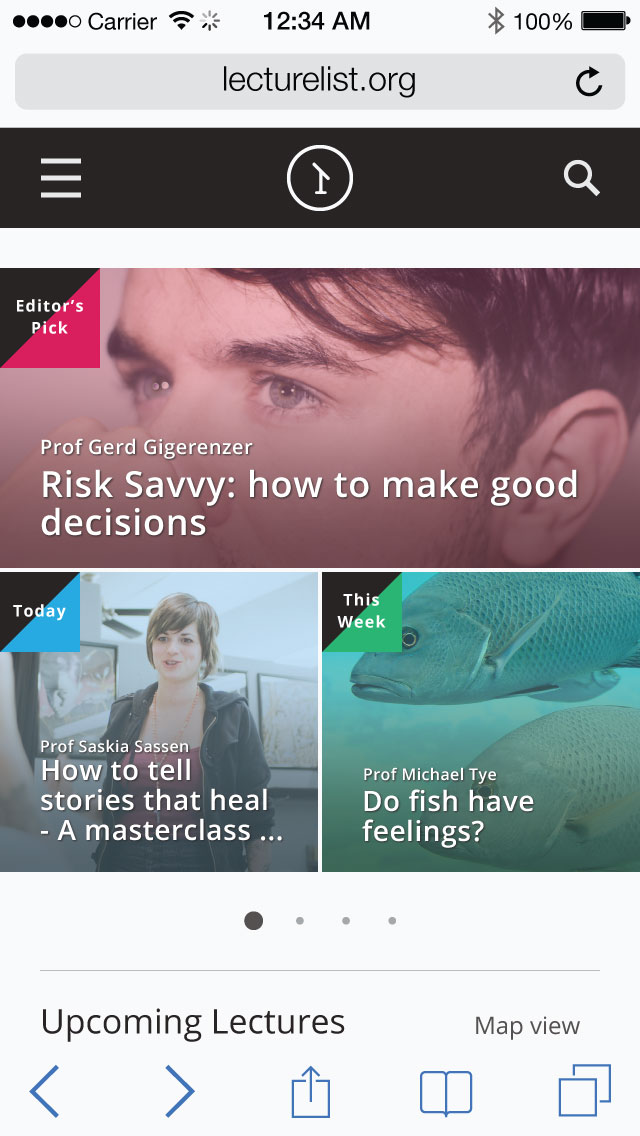 Carrier 12:34 AM 100%
lecturelist.org
Editor's
Pick
Prof Gerd Gigerenzer
Risk Savvy: how to make good
decisions
Today
Prof Saskia Sassen
How to tell
stories that heal
- A masterclass ...
This
Week
Prof Michael Tye
Do fish have
feelings?
Upcoming Lectures
Map view